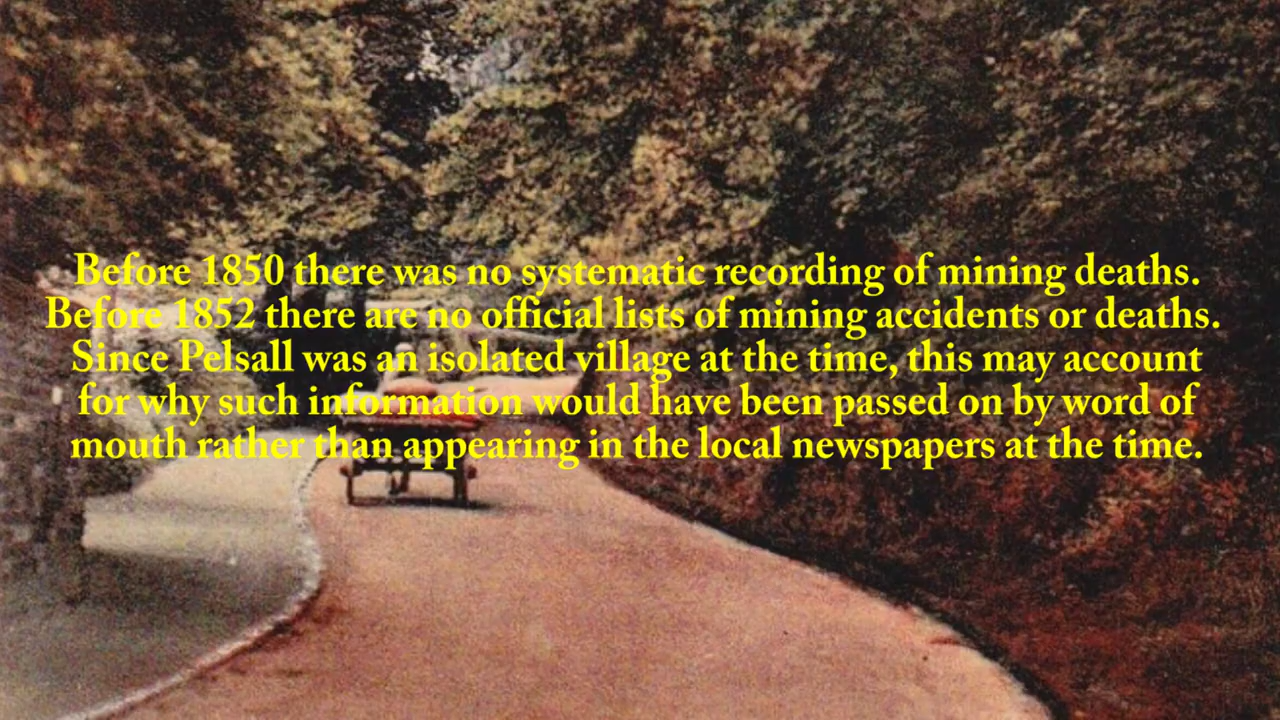 Before 1850 there was no systematic recording of mining deaths.
Before 1852 there are no official lists of mining accidents or deaths.
Since Pelsall was an isolated village at the time, this may account
for why such information would have been passed on by word of
mouth rather than appearing in the local newspapers at the time.